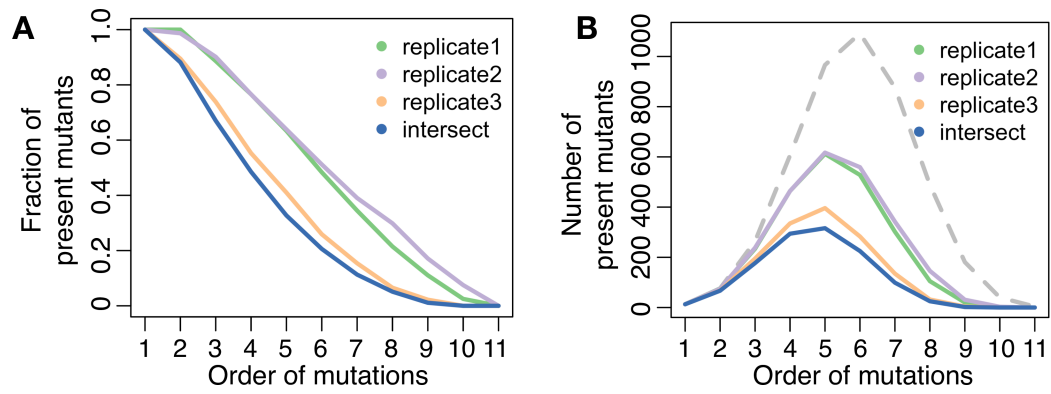 A
Fraction of
present mutants
1.0
0.8
0.6
0.4
0.2
0
replicate1
replicate2
replicate3
intersect
1 2 3 4 5 6 7 8 9 10 11
Order of mutations
B
Number of
present mutants
1000
800
600
400
200
0
replicate1
replicate2
replicate3
intersect
1 2 3 4 5 6 7 8 9 10 11
Order of mutations